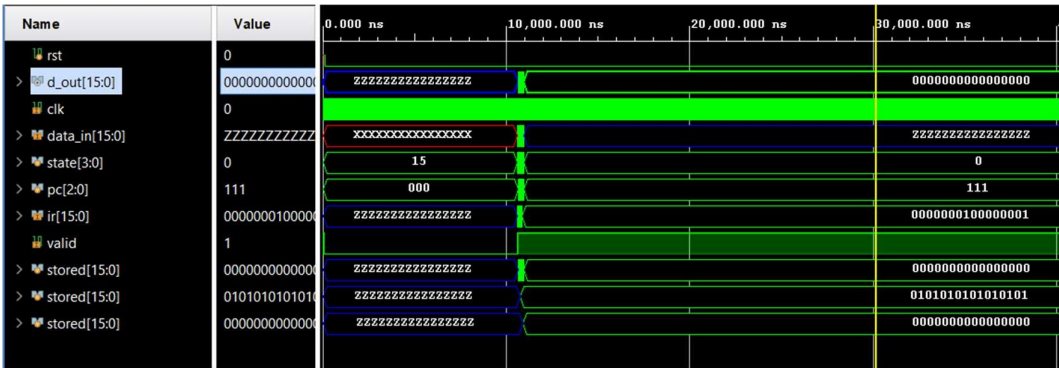 Name Value 0.000 ns 10,000.000 ns 20,000.000 ns 30,000.000 ns
rst 0
d_out[15:0] 0000000000000 ZZZZZZZZZZZZZZZZ 0000000000000000
clk 0
data_in[15:0] ZZZZZZZZZZZ XXXXXXXXXXXXXXXX ZZZZZZZZZZZZZZZZ
state[3:0] 0 15 0
pc[2:0] 111 000 111
ir[15:0] 0000000100000 ZZZZZZZZZZZZZZZZ 0000000100000001
valid 1
stored[15:0] 0000000000000 ZZZZZZZZZZZZZZZZ 0000000000000000
stored[15:0] 0101010101010 ZZZZZZZZZZZZZZZZ 0101010101010101
stored[15:0] 0000000000000 ZZZZZZZZZZZZZZZZ 0000000000000000